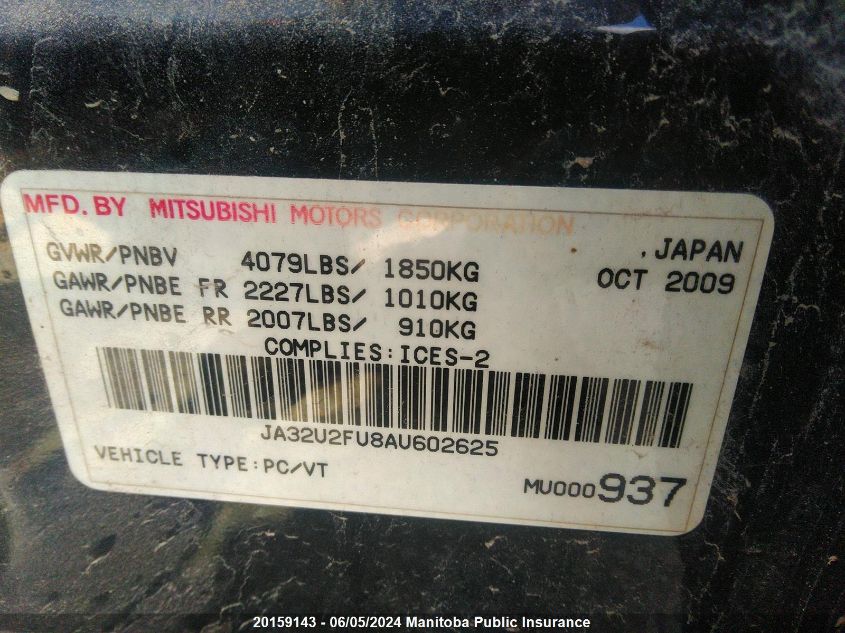 MFD. BY MITSUBISHI MOTORS CORPORATION
GVWR/PNBV 4079LBS/ 1850KG , JAPAN
GAWR/PNBE FR 2227LBS/ 1010KG OCT 2009
GAWR/PNBE RR 2007LBS/ 910KG
COMPLIES:ICES-2
JA32U2FU8AU602625
VEHICLE TYPE:PC/VT MU000937
20159143 - 06/05/2024 Manitoba Public Insurance